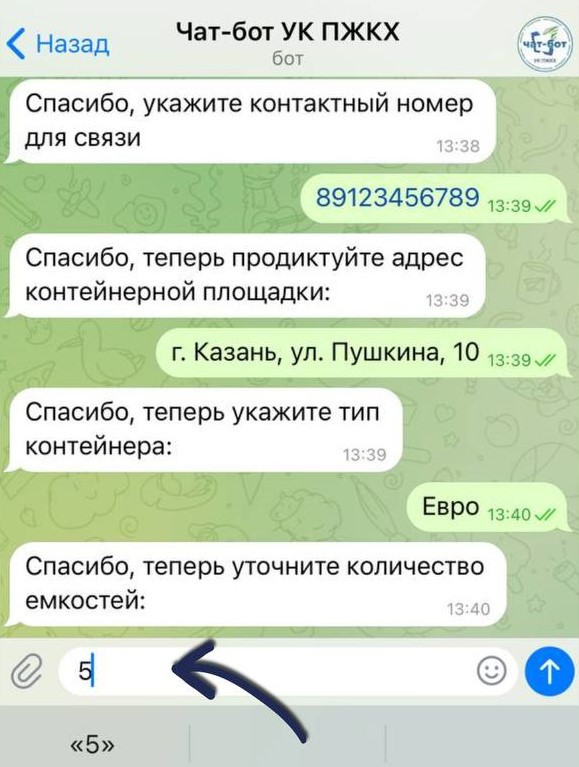 Назад
Чат-бот УК ПЖКХ
бот
чат-бот
УК ПЖКХ
Спасибо, укажите контактный номер
для связи
13:38
89123456789 13:39
Спасибо, теперь продиктуйте адрес
контейнерной площадки:
13:39
г. Казань, ул. Пушкина, 10 13:39
Спасибо, теперь укажите тип
контейнера:
13:39
Евро 13:40
Спасибо, теперь уточните количество
емкостей:
13:40
5
«5»